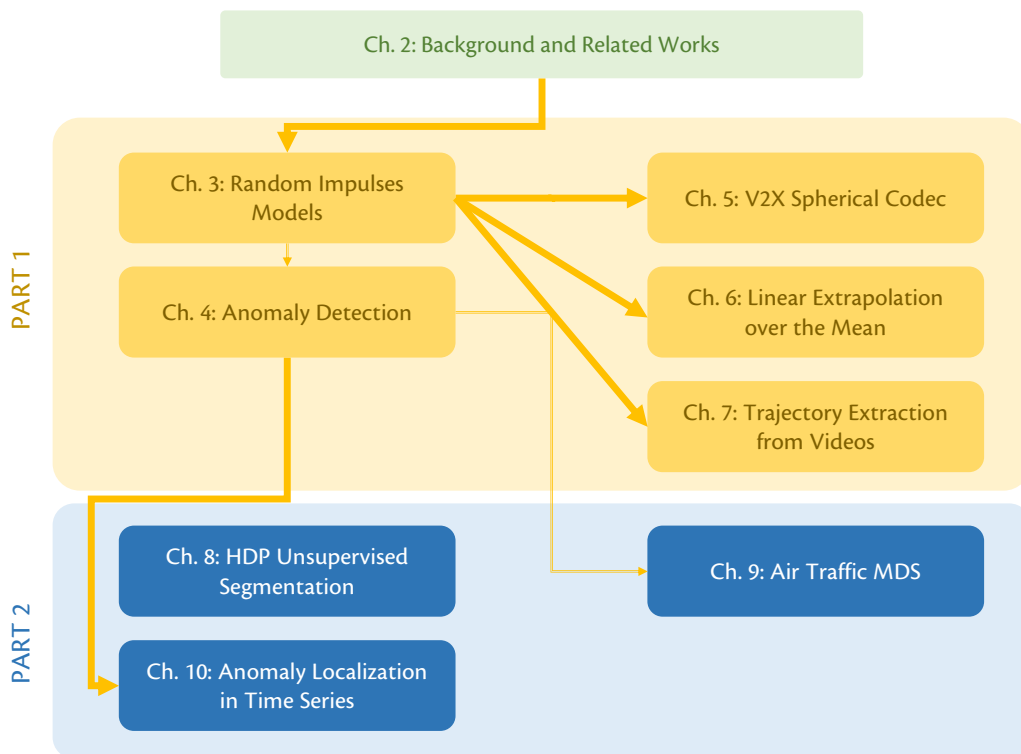 Ch. 2: Background and Related Works
PART 1
Ch. 3: Random Impulses
Models
Ch. 4: Anomaly Detection
Ch. 5: V2X Spherical Codec
Ch. 6: Linear Extrapolation
over the Mean
Ch. 7: Trajectory Extraction
from Videos
PART 2
Ch. 8: HDP Unsupervised
Segmentation
Ch. 9: Air Traffic MDS
Ch. 10: Anomaly Localization
in Time Series